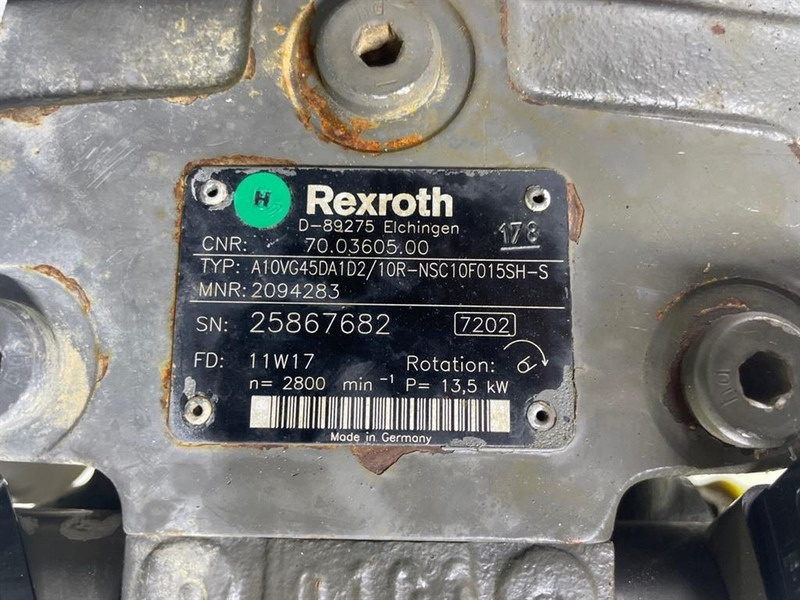 H Rexroth
D-89275 Elchingen
178
CNR: 70.03605.00
TYP: A10VG45DA1D2/10R-NSC10F015SH-S
MNR: 2094283
SN: 25867682 7202
FD: 11W17 Rotation:
n= 2800 min⁻¹ P= 13,5 kW
Made in Germany